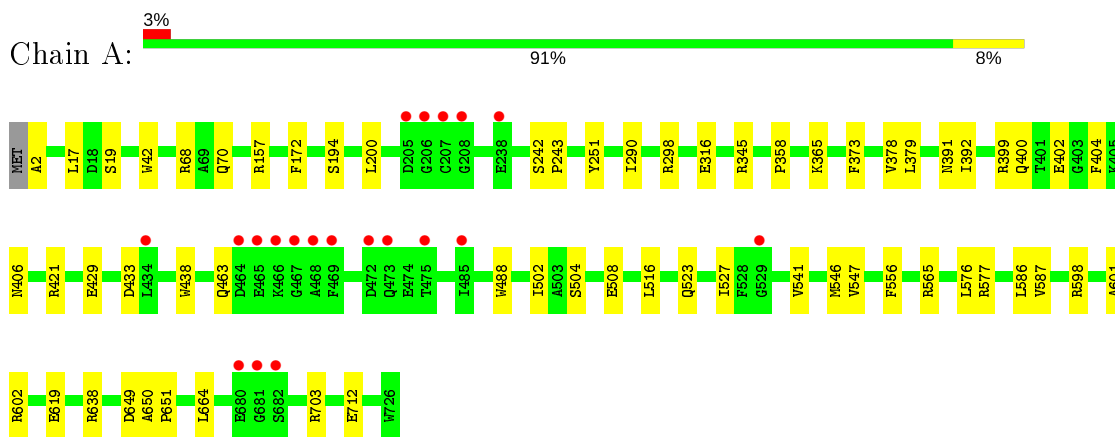 3%
Chain A:
91%
8%
MET A2 L17 D18 S19 W42 R68 A69 Q70 R157 F172 S194 L200 D205 G206 C207 G208 E238 S242 P243 Y251 I290 R298 E316 R345 P358 K365 F373 V378 L379 N391 I392 R399 Q400 T401 E402 G403 F404 K405
N406 R421 E429 D433 L434 W438 Q463 D464 E465 K466 G467 A468 F469 D472 Q473 E474 T475 I485 W488 I502 A503 S504 E508 L516 Q523 I527 F528 G529 V541 M546 V547 F556 R565 L576 R577 L586 V587 R598 A601
R602 E619 R638 D649 A650 P651 L664 E680 G681 S682 R703 E712 W726